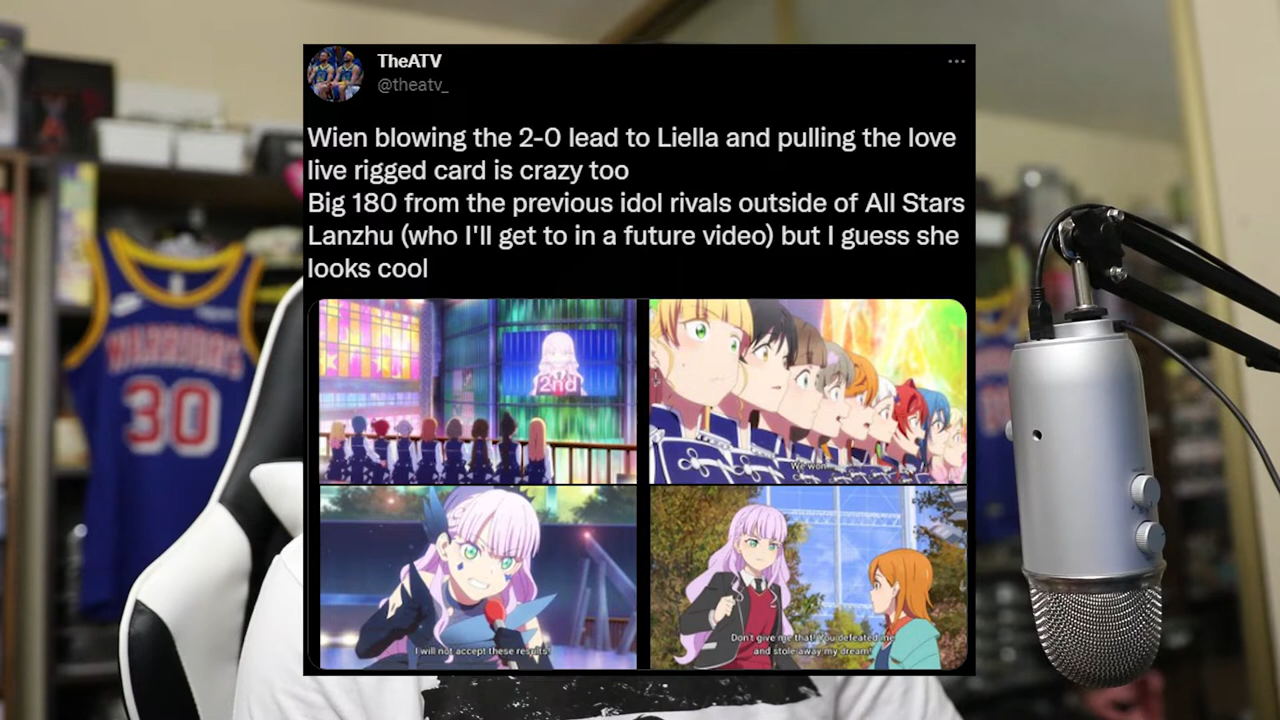 TheATV
@theatv_
Wien blowing the 2-0 lead to Liella and pulling the love
live rigged card is crazy too
Big 180 from the previous idol rivals outside of All Stars
Lanzhu (who I'll get to in a future video) but I guess she
looks cool
2nd
We won
I will not accept these results!
Don't give me that! You defeated me
and stole away my dream!
WARRIORS
30